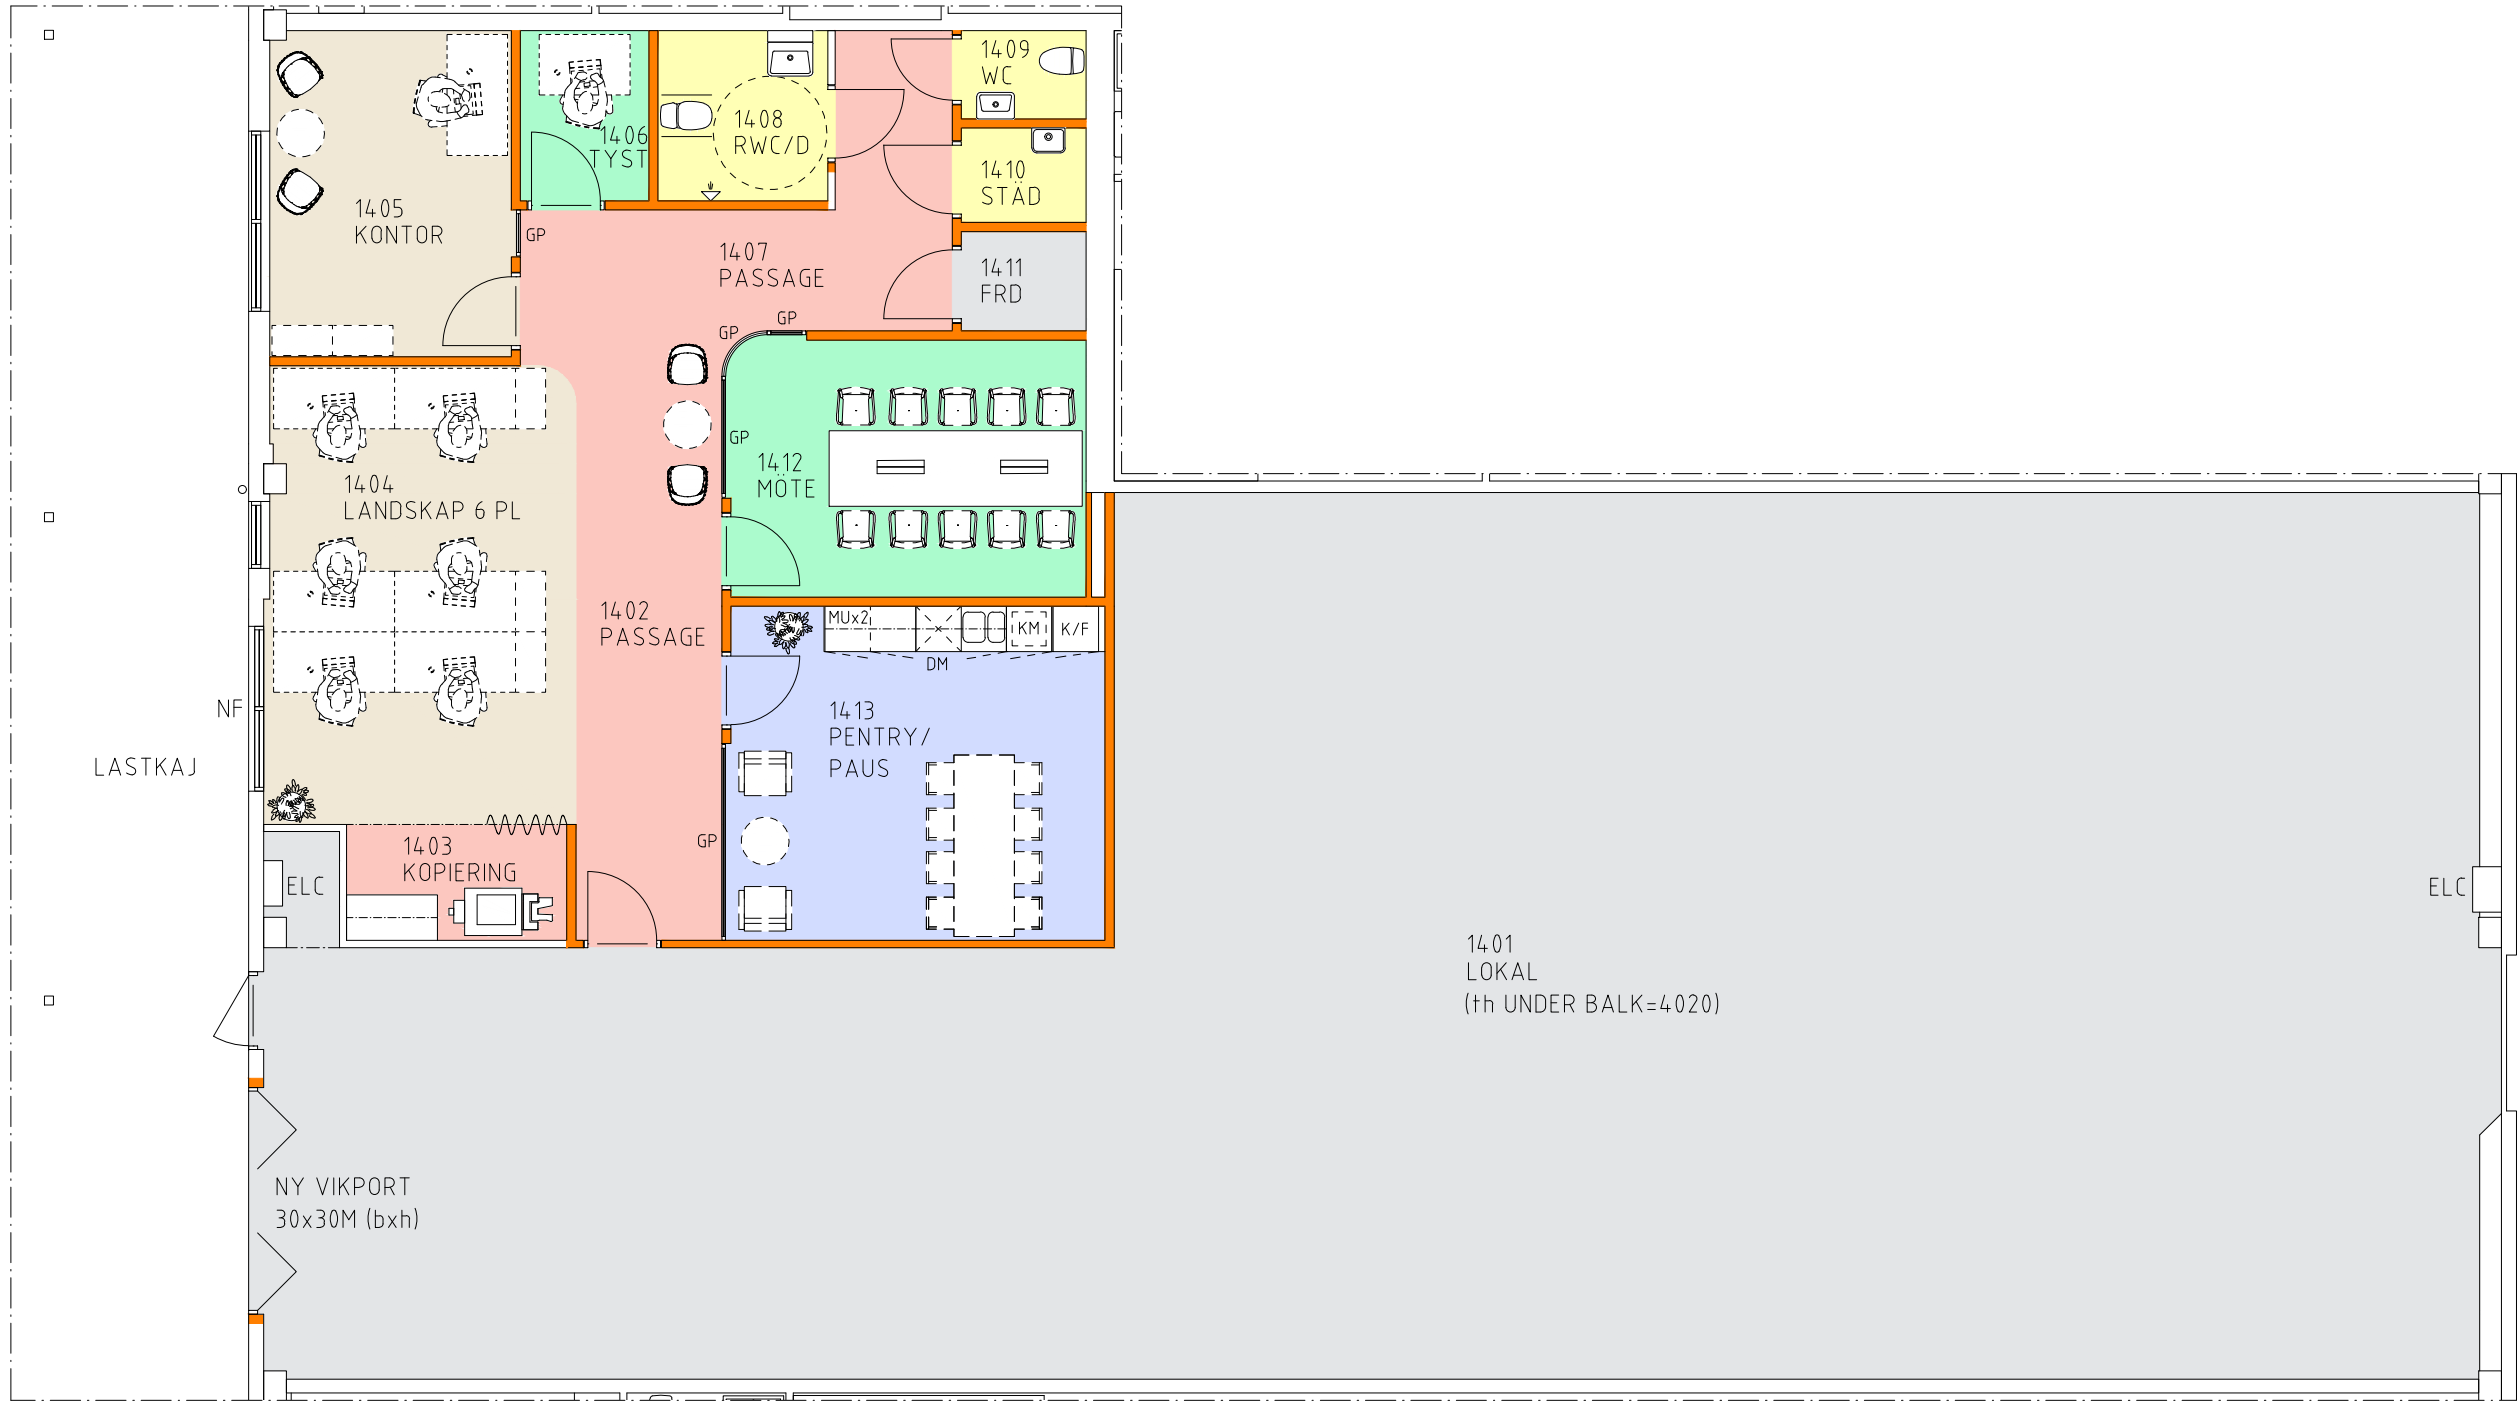 1409
WC
1408
RWC/D
1406
TYST
1410
STÄD
1405
KONTOR
GP
1407
PASSAGE
1411
FRD
GP
GP
GP
1412
MÖTE
1404
LANDSKAP 6 PL
1402
PASSAGE
MUx2
KM
K/F
DM
NF
1413
PENTRY/
PAUS
LASTKAJ
GP
1403
KOPIERING
ELC
ELC
1401
LOKAL
(th UNDER BALK=4020)
NY VIKPORT
30x30M (bxh)